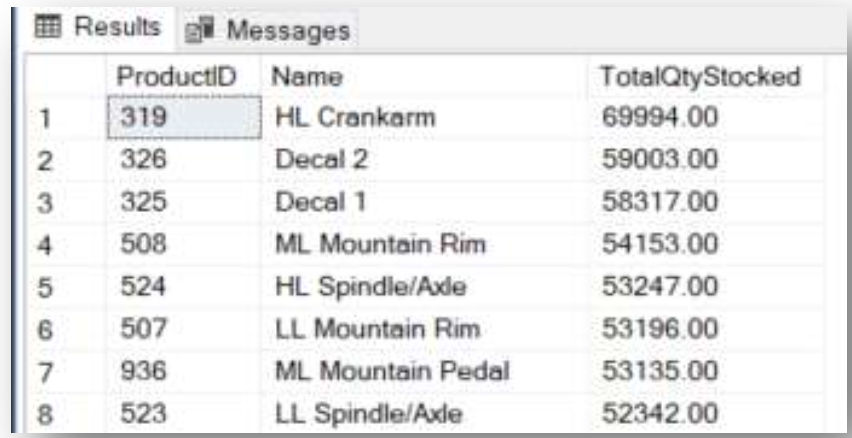 Results Messages
ProductID Name TotalQtyStocked
1 319 HL Crankarm 69994.00
2 326 Decal 2 59003.00
3 325 Decal 1 58317.00
4 508 ML Mountain Rim 54153.00
5 524 HL Spindle/Axle 53247.00
6 507 LL Mountain Rim 53196.00
7 936 ML Mountain Pedal 53135.00
8 523 LL Spindle/Axle 52342.00